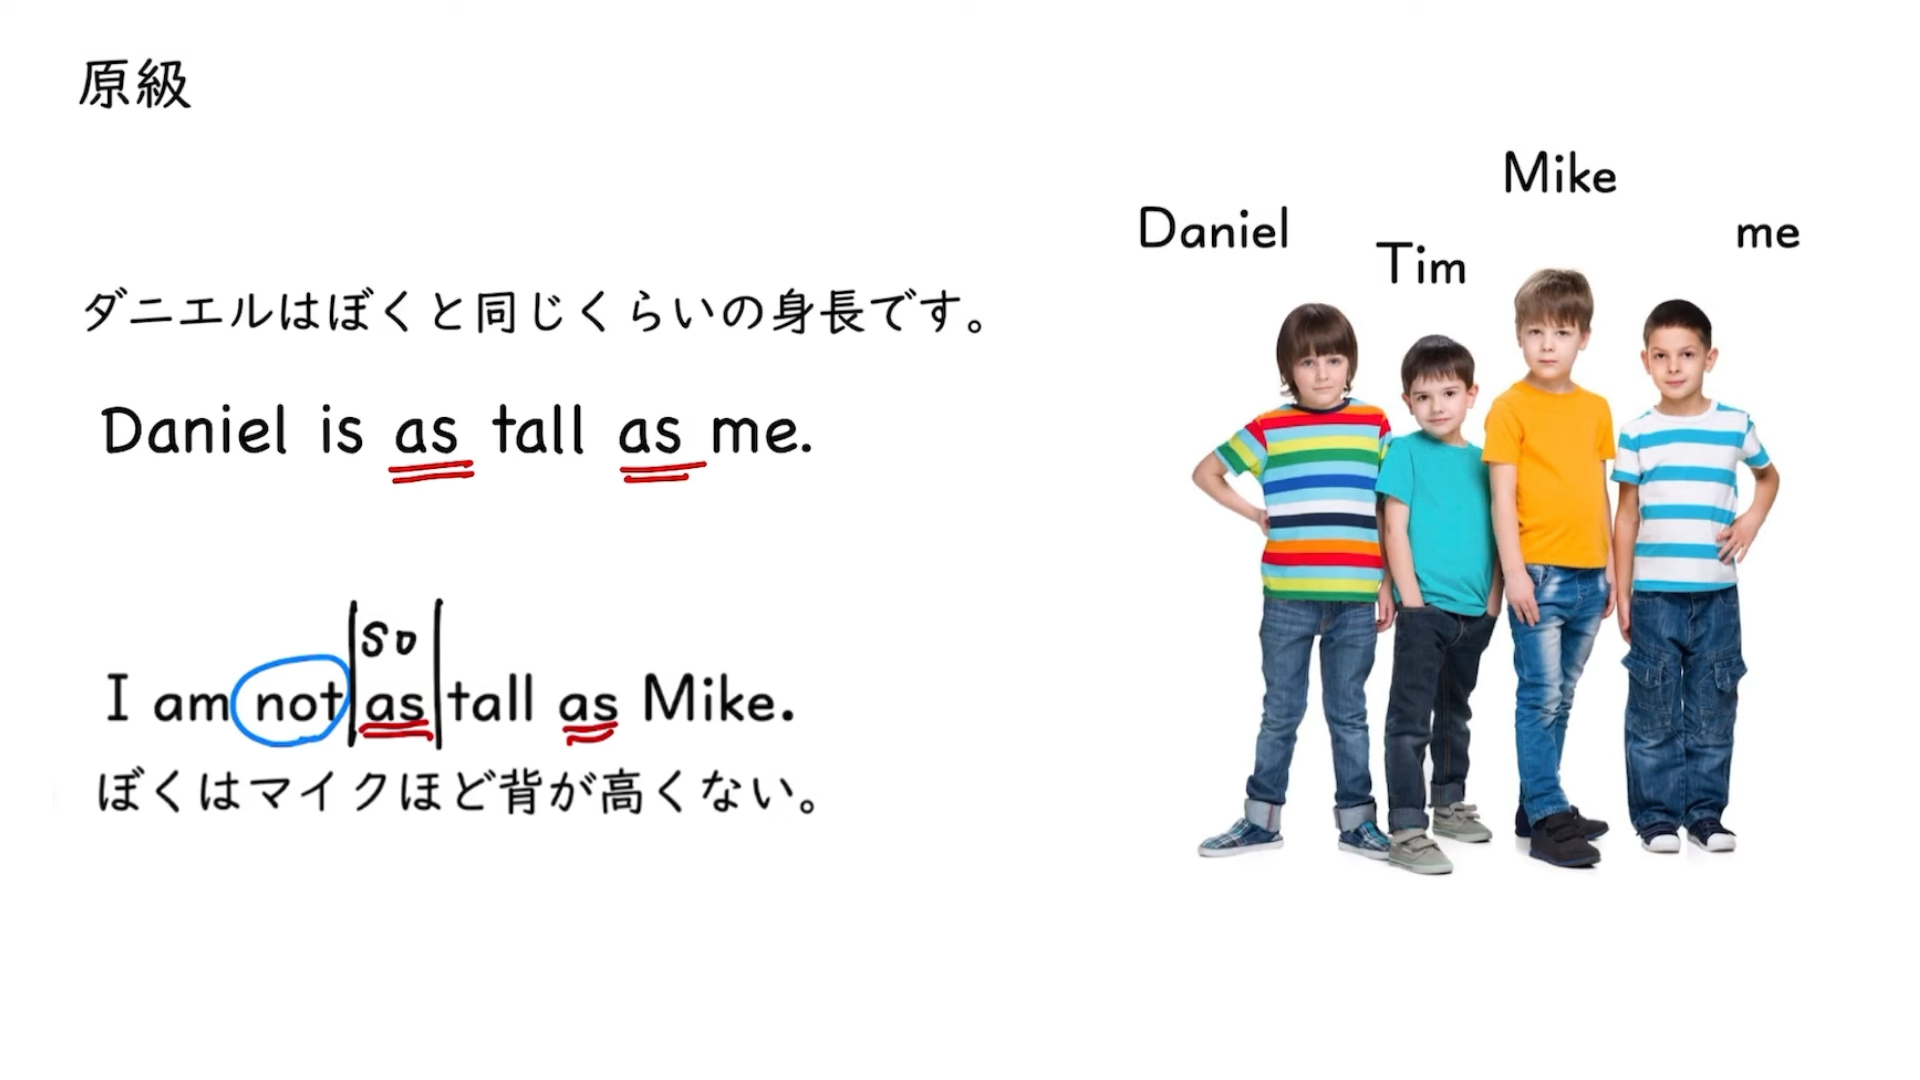 原級
Mike
Daniel
me
Tim
ダニエルはぼくと同じくらいの身長です。
Daniel is as tall as me.
so
I am not as tall as Mike.
ぼくはマイクほど背が高くない。